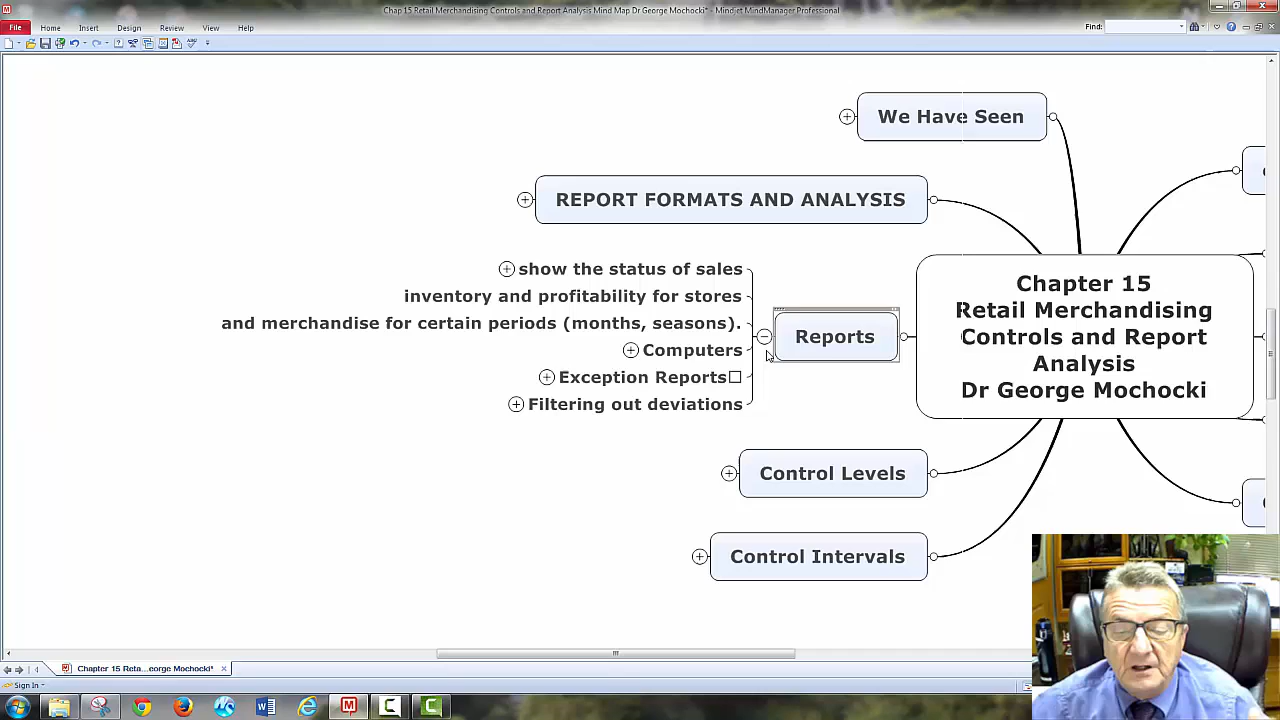 Chap 15 Retail Merchandising Controls and Report Analysis Mind Map Dr George Mochocki* - Mindjet MindManager Professional
File Home Insert Design Review View Help
Find:
We Have Seen
REPORT FORMATS AND ANALYSIS
show the status of sales
inventory and profitability for stores
and merchandise for certain periods (months, seasons).
Computers
Exception Reports
Filtering out deviations
Reports
Chapter 15
Retail Merchandising
Controls and Report
Analysis
Dr George Mochocki
Control Levels
Control Intervals
Chapter 15 Reta...eorge Mochocki*
Sign In